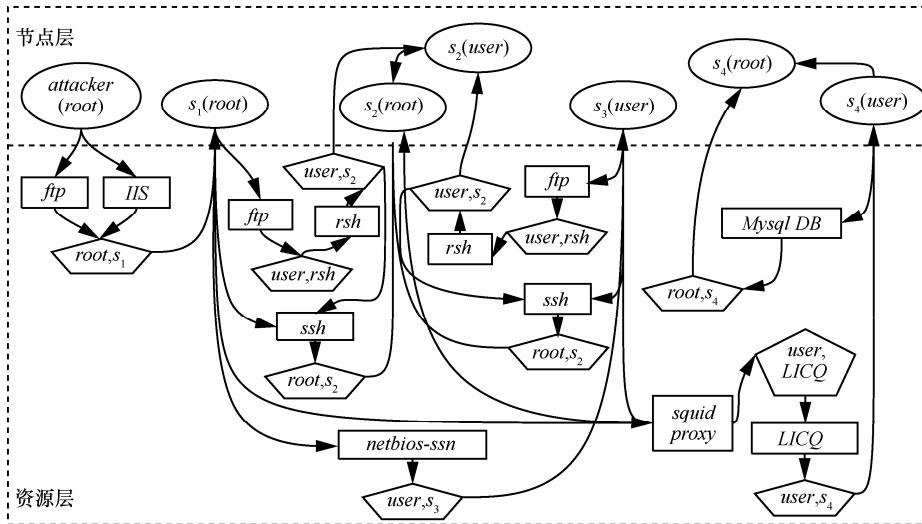 节点层
attacker
(root)
s1(root)
s2(user)
s2(root)
s3(user)
s4(root)
s4(user)
ftp
IIS
root,s1
ftp
user,s2
rsh
user,rsh
ssh
root,s2
user,s2
rsh
ftp
user,rsh
ssh
root,s2
Mysql DB
root,s4
user,
LICQ
squid
proxy
LICQ
user,s4
netbios-ssn
user,s3
资源层